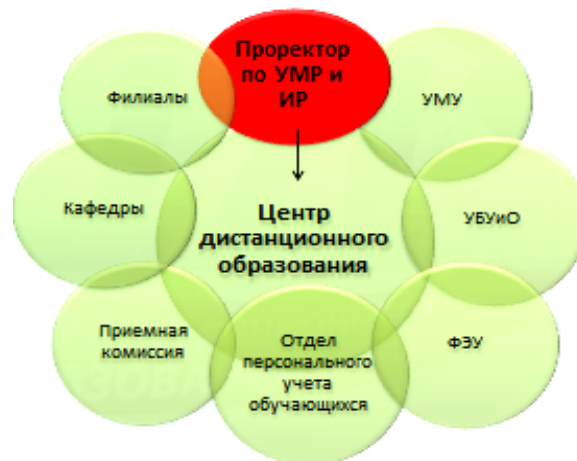 Проректор
по УМР и
ИР
Филиалы
УМУ
Кафедры
Центр
дистанционного
образования
УБУиО
Приемная
комиссия
Отдел
персонального
учета
обучающихся
ФЭУ